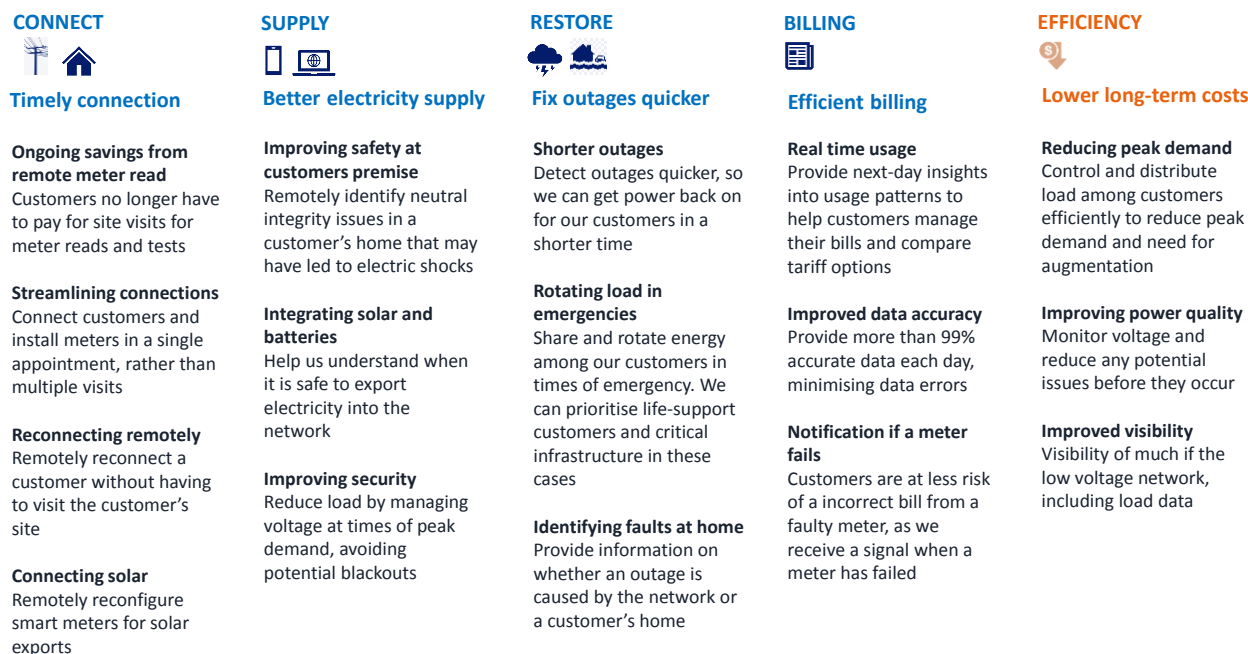 CONNECT
Timely connection
Ongoing savings from
remote meter read
Customers no longer have
to pay for site visits for
meter reads and tests
Streamlining connections
Connect customers and
install meters in a single
appointment, rather than
multiple visits
Reconnecting remotely
Remotely reconnect a
customer without having
to visit the customer's
site
Connecting solar
Remotely reconfigure
smart meters for solar
exports
SUPPLY
Better electricity supply
Improving safety at
customers premise
Remotely identify neutral
integrity issues in a
customer's home that may
have led to electric shocks
Integrating solar and
batteries
Help us understand when
it is safe to export
electricity into the
network
Improving security
Reduce load by managing
voltage at times of peak
demand, avoiding
potential blackouts
RESTORE
Fix outages quicker
Shorter outages
Detect outages quicker, so
we can get power back on
for our customers in a
shorter time
Rotating load in
emergencies
Share and rotate energy
among our customers in
times of emergency. We
can prioritise life-support
customers and critical
infrastructure in these
cases
Identifying faults at home
Provide information on
whether an outage is
caused by the network or
a customer's home
BILLING
Efficient billing
Real time usage
Provide next-day insights
into usage patterns to
help customers manage
their bills and compare
tariff options
Improved data accuracy
Provide more than 99%
accurate data each day,
minimising data errors
Notification if a meter
fails
Customers are at less risk
of a incorrect bill from a
faulty meter, as we
receive a signal when a
meter has failed
EFFICIENCY
$
Lower long-term costs
Reducing peak demand
Control and distribute
load among customers
efficiently to reduce peak
demand and need for
augmentation
Improving power quality
Monitor voltage and
reduce any potential
issues before they occur
Improved visibility
Visibility of much if the
low voltage network,
including load data